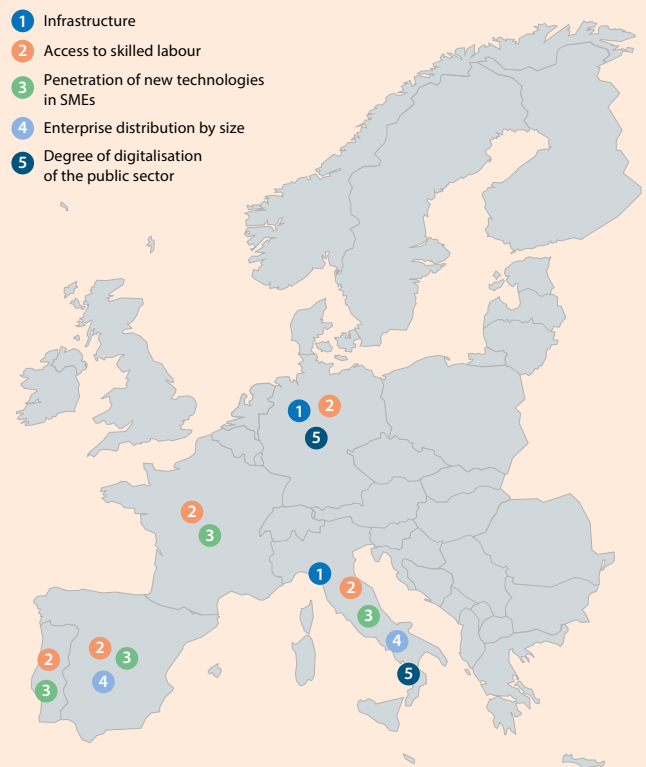 1 Infrastructure
2 Access to skilled labour
3 Penetration of new technologies
in SMEs
4 Enterprise distribution by size
5 Degree of digitalisation
of the public sector
1 2
5
2
3
1
2
3
4
5
2 2 3
3 4